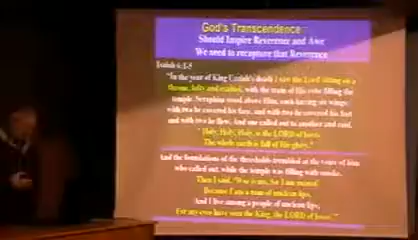 God's Transcendence
Should Inspire Reverence and Awe
We need to recapture that Reverence
Isaiah 6:1-5
"In the year of King Uzziah's death I saw the Lord sitting on a
throne, lofty and exalted, with the train of His robe filling the
temple. Seraphim stood above Him, each having six wings:
with two he covered his face, and with two he covered his feet
and with two he flew. And one called out to another and said,
"Holy, Holy, Holy, is the LORD of hosts
The whole earth is full of His glory."
And the foundations of the thresholds trembled at the voice of him
who called out, while the temple was filling with smoke.
Then I said, "Woe is me, for I am ruined!
Because I am a man of unclean lips,
And I live among a people of unclean lips,
For my eyes have seen the King, the LORD of hosts."